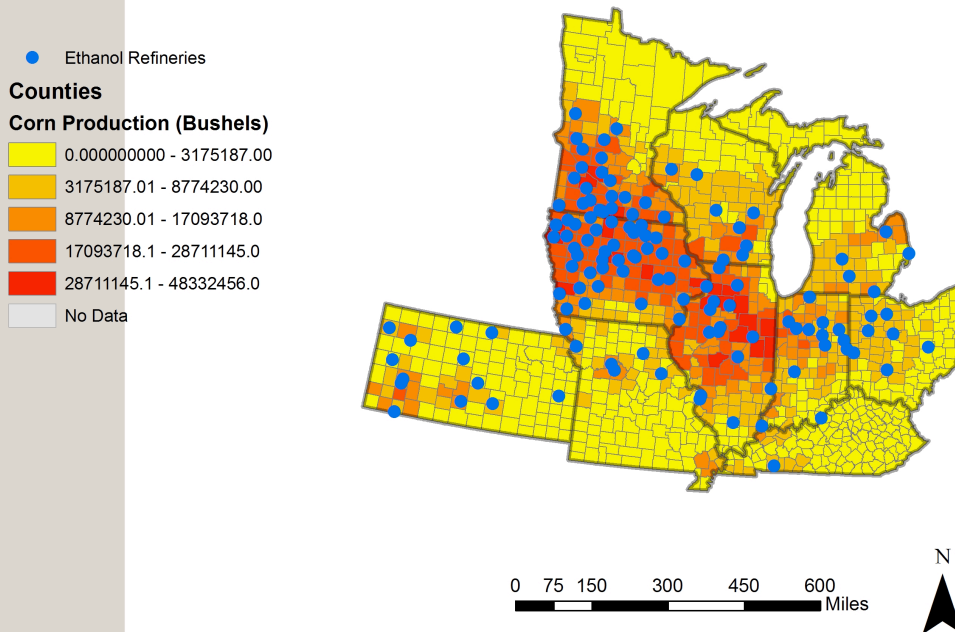 Ethanol Refineries
Counties
Corn Production (Bushels)
0.000000000 - 3175187.00
3175187.01 - 8774230.00
8774230.01 - 17093718.0
17093718.1 - 28711145.0
28711145.1 - 48332456.0
No Data
N
0 75 150 300 450 600
Miles